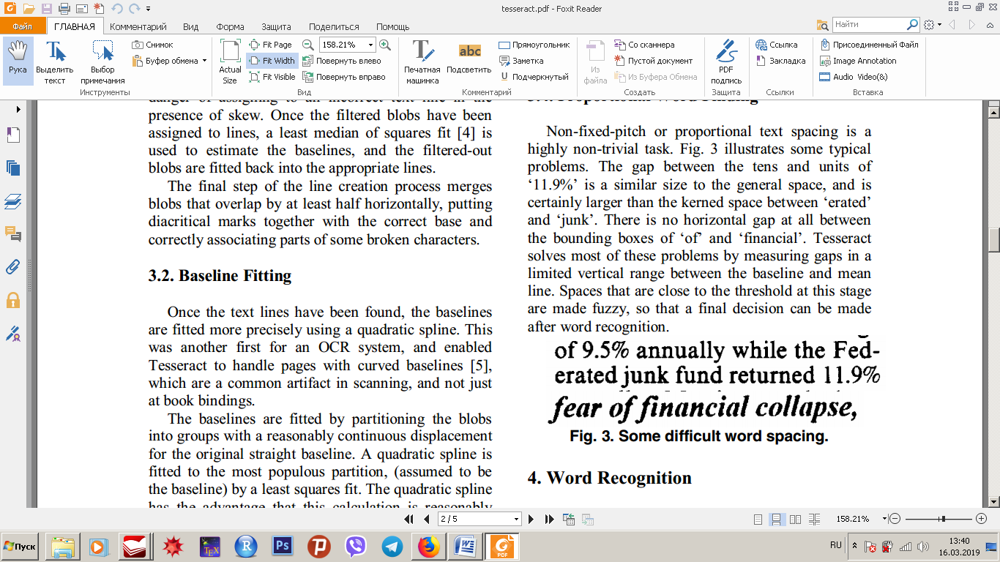 tesseract.pdf - Foxit Reader
Файл ГЛАВНАЯ Комментарий Вид Форма Защита Поделиться Помощь
Найти
Рука
Выделить текст
Выбор примечания
Снимок
Буфер обмена
Инструменты
Actual Size
Fit Page
Fit Width
Fit Visible
158.21%
Повернуть влево
Повернуть вправо
Вид
Печатная машинка
abc
Подсветить
Прямоугольник
Заметка
Подчеркнутый
Комментарий
Из файла
Со сканнера
Пустой документ
Из Буфера Обмена
Создать
PDF подпись
Защита
Ссылка
Закладка
Ссылки
Присоединенный Файл
Image Annotation
Audio Video(&)
Вставка
danger of assigning to an incorrect text line in the
presence of skew. Once the filtered blobs have been
assigned to lines, a least median of squares fit [4] is
used to estimate the baselines, and the filtered-out
blobs are fitted back into the appropriate lines.
The final step of the line creation process merges
blobs that overlap by at least half horizontally, putting
diacritical marks together with the correct base and
correctly associating parts of some broken characters.
3.2. Baseline Fitting
Once the text lines have been found, the baselines
are fitted more precisely using a quadratic spline. This
was another first for an OCR system, and enabled
Tesseract to handle pages with curved baselines [5],
which are a common artifact in scanning, and not just
at book bindings.
The baselines are fitted by partitioning the blobs
into groups with a reasonably continuous displacement
for the original straight baseline. A quadratic spline is
fitted to the most populous partition, (assumed to be
the baseline) by a least squares fit. The quadratic spline
has the advantage that this calculation is reasonably
3.4. Proportional Word Finding
Non-fixed-pitch or proportional text spacing is a
highly non-trivial task. Fig. 3 illustrates some typical
problems. The gap between the tens and units of
‘11.9%’ is a similar size to the general space, and is
certainly larger than the kerned space between ‘erated’
and ‘junk’. There is no horizontal gap at all between
the bounding boxes of ‘of’ and ‘financial’. Tesseract
solves most of these problems by measuring gaps in a
limited vertical range between the baseline and mean
line. Spaces that are close to the threshold at this stage
are made fuzzy, so that a final decision can be made
after word recognition.
of 9.5% annually while the Fed-
erated junk fund returned 11.9%
fear of financial collapse,
Fig. 3. Some difficult word spacing.
4. Word Recognition
2 / 5
158.21%
Пуск
TEX
R
Ps
P
W
PDF
RU
13:40
16.03.2019